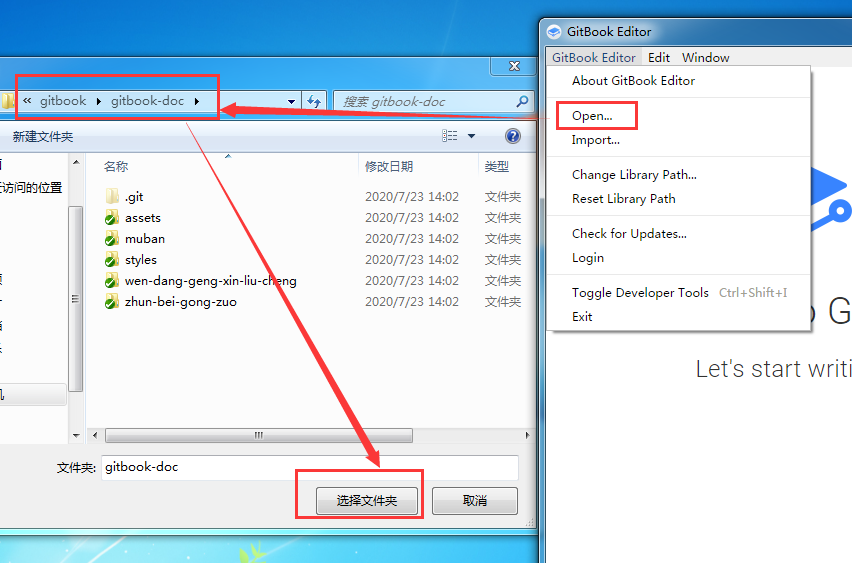 GitBook Editor
GitBook Editor Edit Window
About GitBook Editor
Open...
Import...
Change Library Path...
Reset Library Path
Check for Updates...
Login
Toggle Developer Tools Ctrl+Shift+I
Exit
Let's start writi
« gitbook gitbook-doc
搜索 gitbook-doc
新建文件夹
名称 修改日期 类型
.git 2020/7/23 14:02 文件夹
assets 2020/7/23 14:02 文件夹
muban 2020/7/23 14:02 文件夹
styles 2020/7/23 14:02 文件夹
wen-dang-geng-xin-liu-cheng 2020/7/23 14:02 文件夹
zhun-bei-gong-zuo 2020/7/23 14:02 文件夹
访问的位置
文件夹: gitbook-doc
选择文件夹 取消